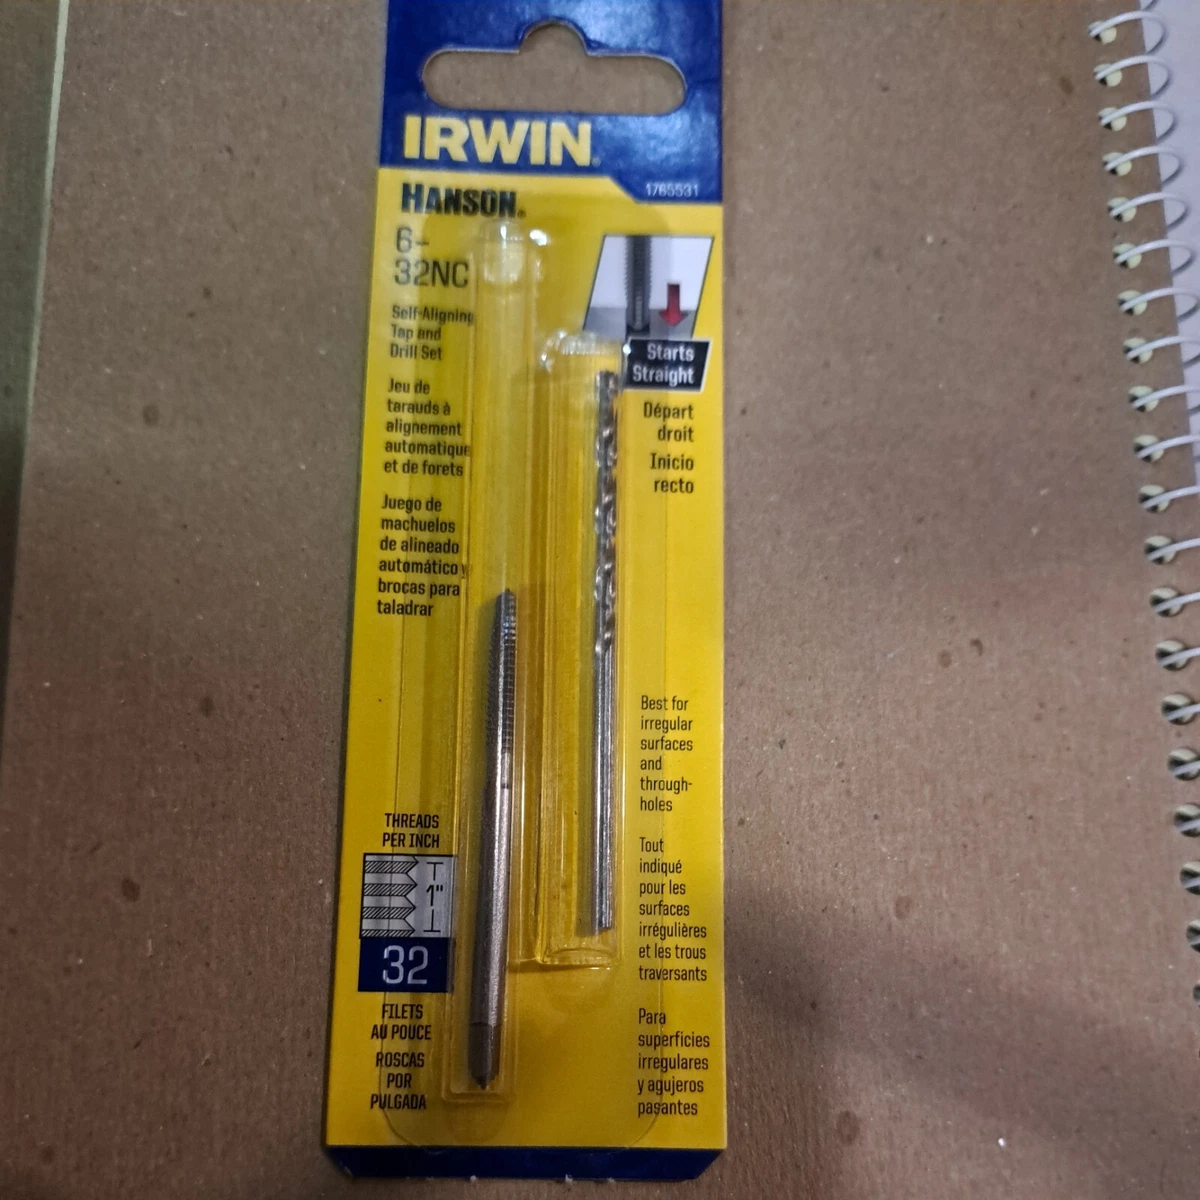 IRWIN®
1765531
HANSON®
6-
32NC
Self-Aligning
Tap and
Drill Set
Jeu de
tarauds à
alignement
automatique
et de forets
Juego de
machuelos
de alineado
automático y
brocas para
taladrar
Starts
Straight
Départ
droit
Inicio
recto
Best for
irregular
surfaces
and
through-
holes
Tout
indiqué
pour les
surfaces
irrégulières
et les trous
traversants
Para
superficies
irregulares
y agujeros
pasantes
THREADS
PER INCH
1"
32
FILETS
AU POUCE
ROSCAS
POR
PULGADA